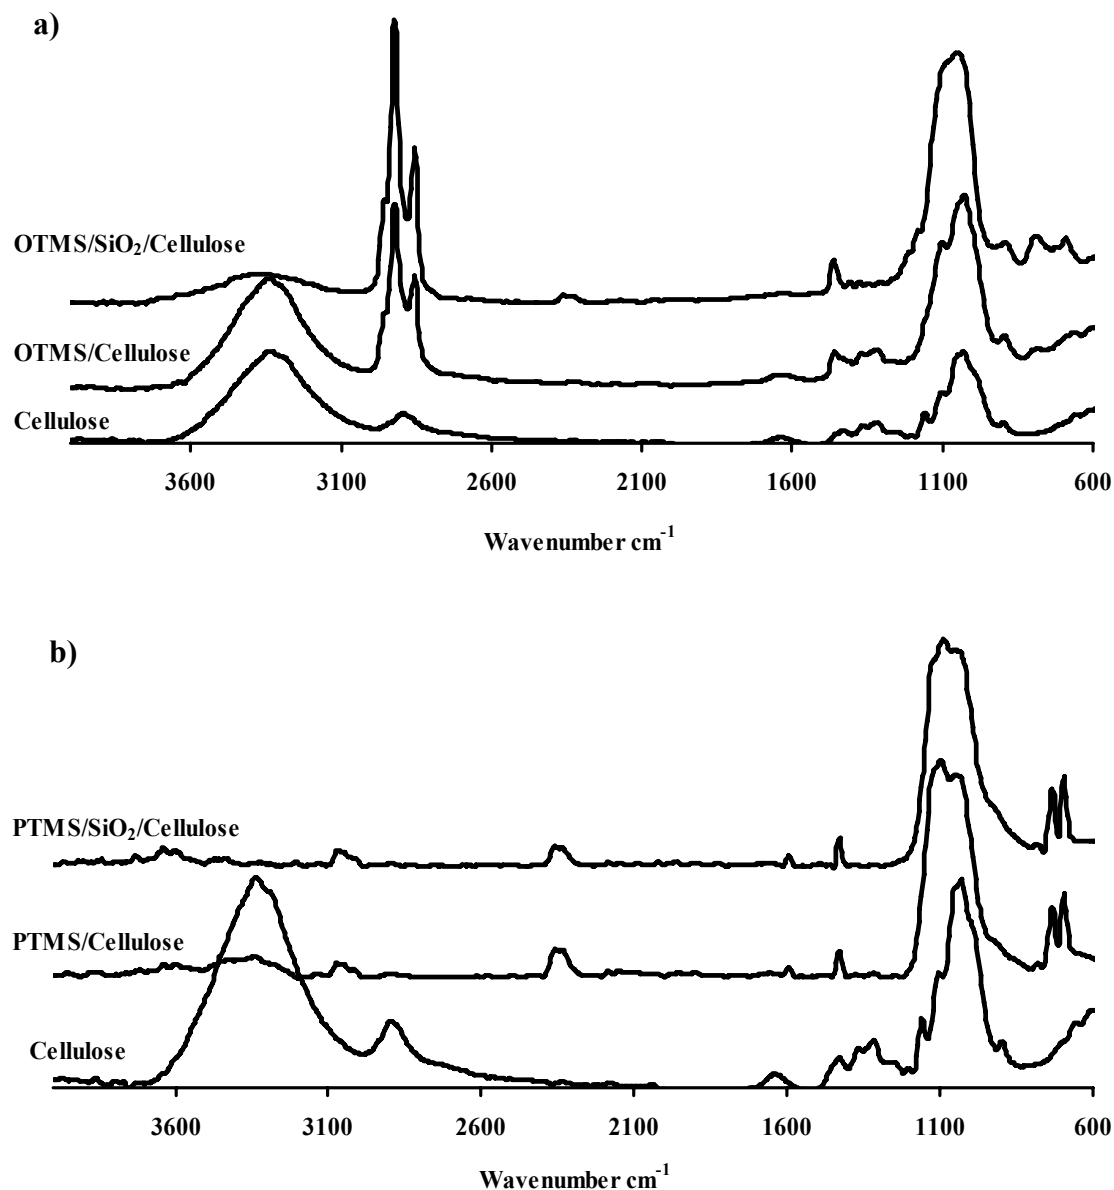 a)
OTMS/SiO₂/Cellulose
OTMS/Cellulose
Cellulose
3600 3100 2600 2100 1600 1100 600
Wavenumber cm⁻¹
b)
PTMS/SiO₂/Cellulose
PTMS/Cellulose
Cellulose
3600 3100 2600 2100 1600 1100 600
Wavenumber cm⁻¹